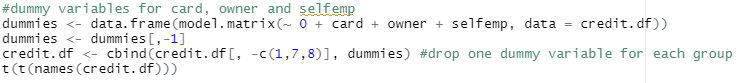 #dummy variables for card, owner and selfemp
dummies <- data.frame(model.matrix(~ 0 + card + owner + selfemp, data = credit.df))
dummies <- dummies[,-1]
credit.df <- cbind(credit.df[, -c(1,7,8)], dummies) #drop one dummy variable for each group
t(t(names(credit.df)))